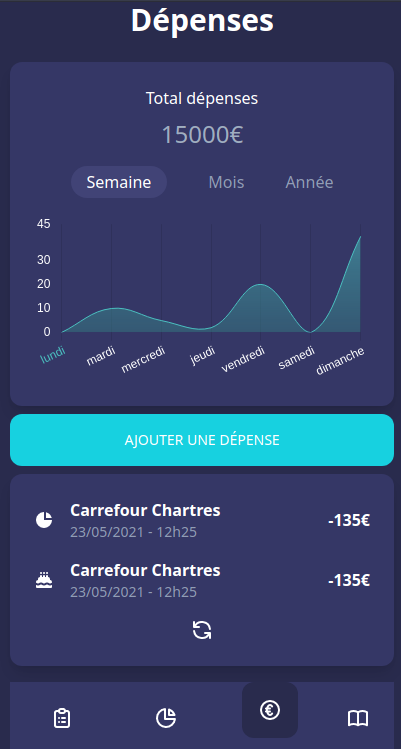 Dépenses
Total dépenses
15000€
Semaine Mois Année
45
30
20
10
0
lundi mardi mercredi jeudi vendredi samedi dimanche
AJOUTER UNE DÉPENSE
Carrefour Chartres
-135€
23/05/2021 - 12h25
Carrefour Chartres
-135€
23/05/2021 - 12h25